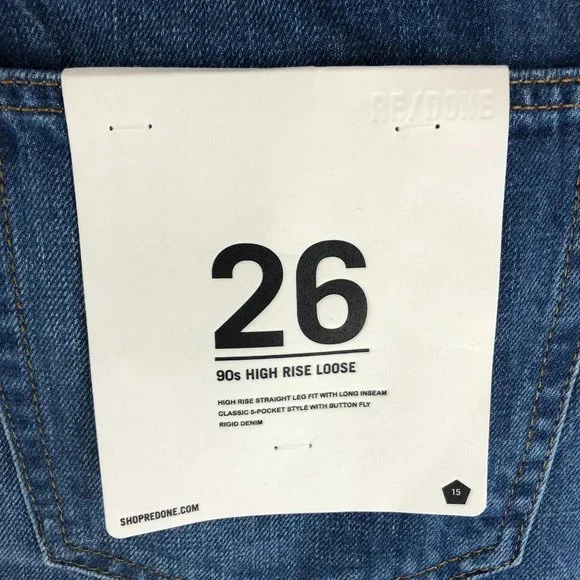 RE/DONE
26
90s HIGH RISE LOOSE
HIGH RISE STRAIGHT LEG FIT WITH LONG INSEAM
CLASSIC 5-POCKET STYLE WITH BUTTON FLY
RIGID DENIM
15
SHOPREDONE.COM